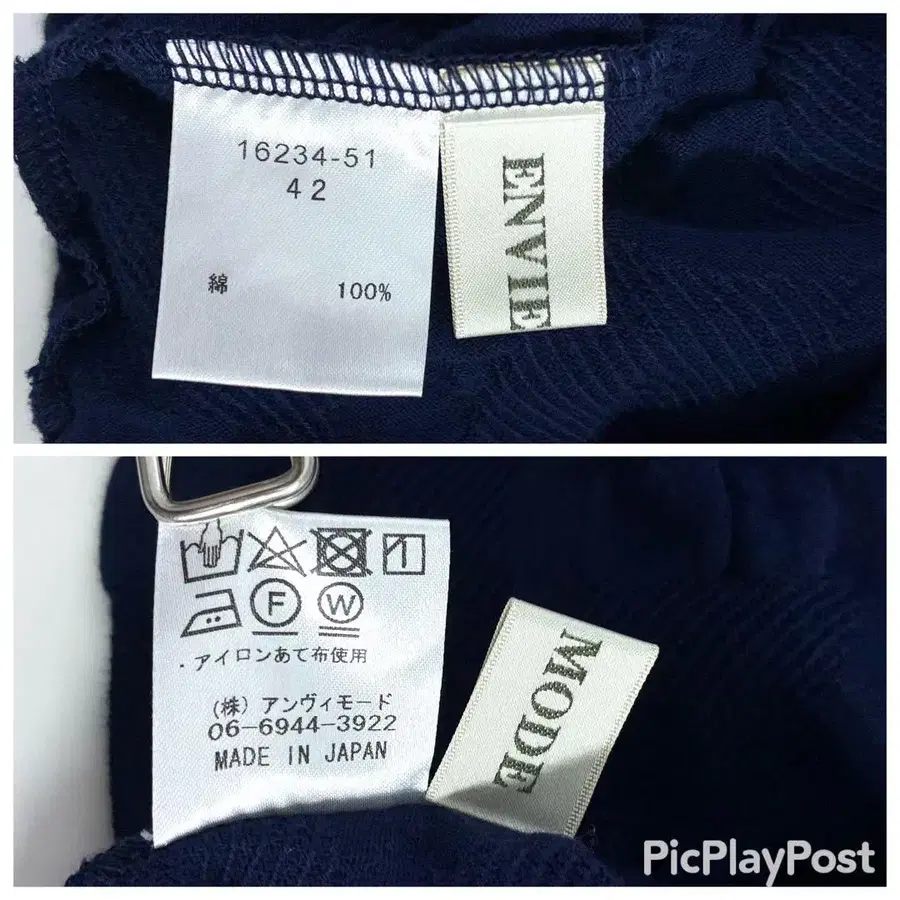 16234-51
42
綿 100%
ENVIE
F W
・アイロンあて布使用
(株) アンヴィモード
06-6944-3922
MADE IN JAPAN
MODE
PicPlayPost